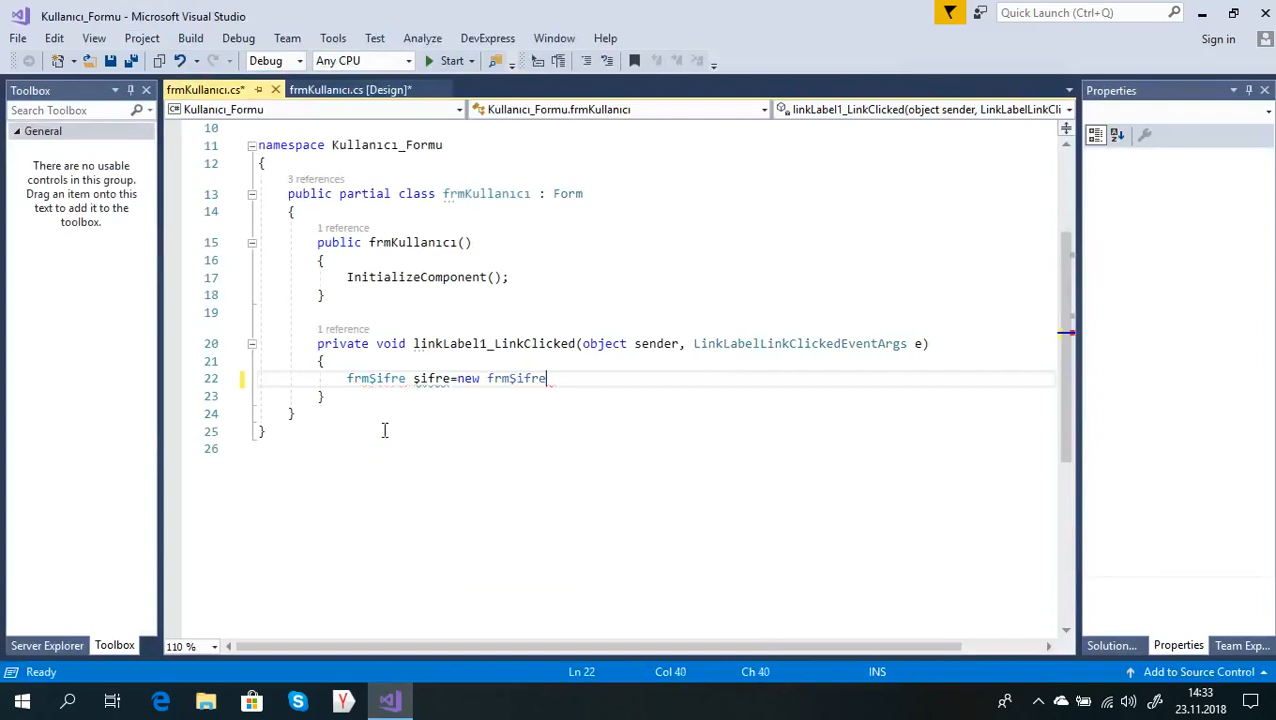 Kullanıcı_Formu - Microsoft Visual Studio
Quick Launch (Ctrl+Q)
File Edit View Project Build Debug Team Tools Test Analyze DevExpress Window Help
Sign in
Debug Any CPU Start
Toolbox
Search Toolbox
General
There are no usable
controls in this group.
Drag an item onto this
text to add it to the
toolbox.
Server Explorer Toolbox
frmKullanıcı.cs* frmKullanıcı.cs [Design]*
Kullanıcı_Formu Kullanıcı_Formu.frmKullanıcı linkLabel1_LinkClicked(object sender, LinkLabelLinkCli
10
11 namespace Kullanıcı_Formu
12 {
3 references
13 public partial class frmKullanıcı : Form
14 {
1 reference
15 public frmKullanıcı()
16 {
17 InitializeComponent();
18 }
19
1 reference
20 private void linkLabel1_LinkClicked(object sender, LinkLabelLinkClickedEventArgs e)
21 {
22 frmŞifre şifre=new frmŞifre
23 }
24 }
25 }
26
110 %
Properties
Solution... Properties Team Exp...
Ready Ln 22 Col 40 Ch 40 INS Add to Source Control
14:33
23.11.2018